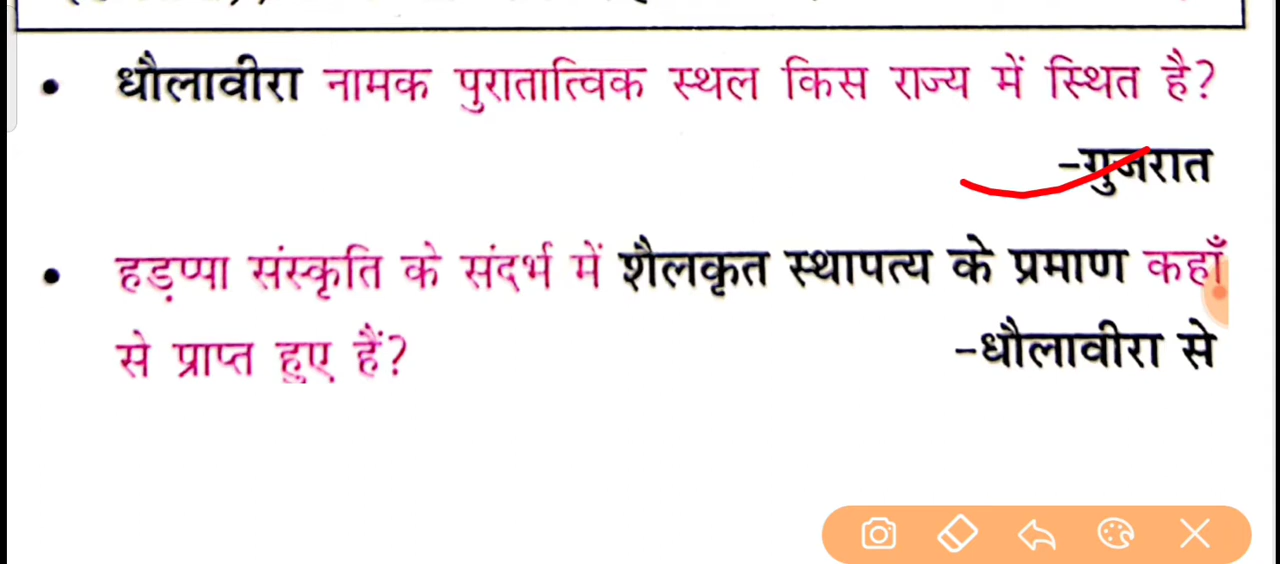 • धौलावीरा नामक पुरातात्विक स्थल किस राज्य में स्थित है?
–गुजरात
• हड़प्पा संस्कृति के संदर्भ में शैलकृत स्थापत्य के प्रमाण कहाँ
से प्राप्त हुए हैं? –धौलावीरा से